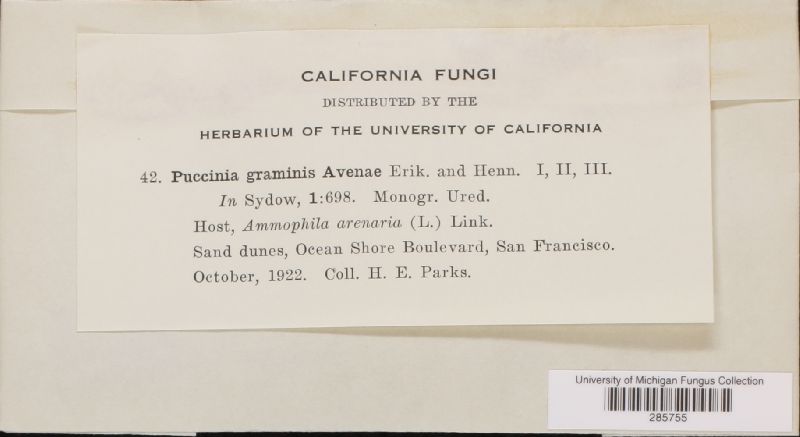 CALIFORNIA FUNGI
DISTRIBUTED BY THE
HERBARIUM OF THE UNIVERSITY OF CALIFORNIA
42. Puccinia graminis Avenae Erik. and Henn. I, II, III.
In Sydow, 1:698. Monogr. Ured.
Host, Ammophila arenaria (L.) Link.
Sand dunes, Ocean Shore Boulevard, San Francisco.
October, 1922. Coll. H. E. Parks.
University of Michigan Fungus Collection
285755